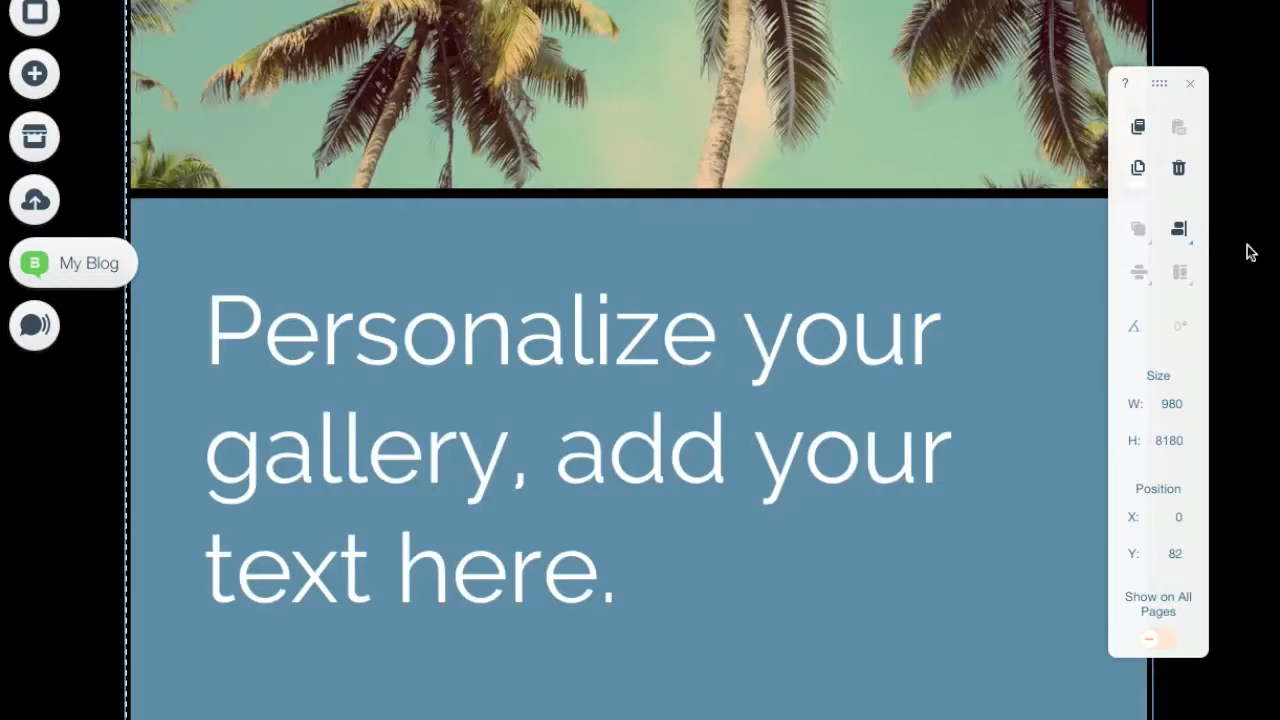 ?
B My Blog
Personalize your
gallery, add your
text here.
0°
Size
W: 980
H: 8180
Position
X: 0
Y: 82
Show on All
Pages